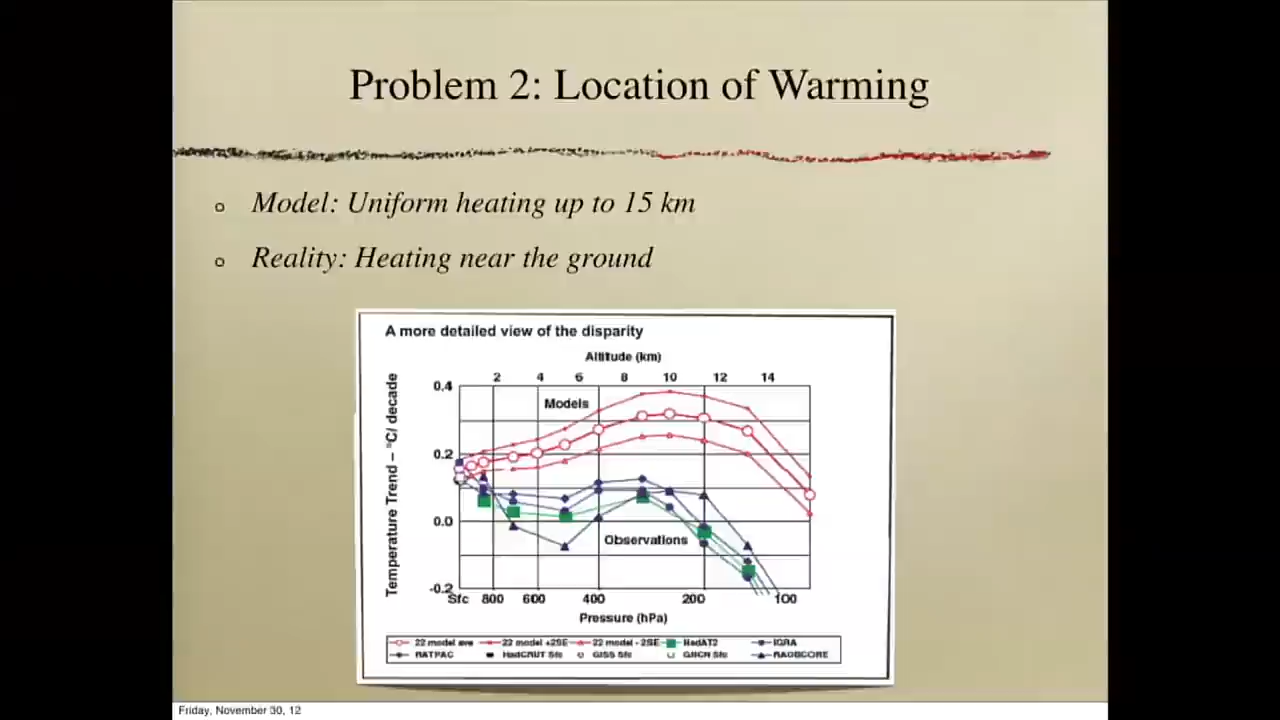 Problem 2: Location of Warming
Model: Uniform heating up to 15 km
Reality: Heating near the ground
A more detailed view of the disparity
Altitude (km)
2 4 6 8 10 12 14
Temperature Trend – °C/ decade
0.4
Models
0.2
0.0
Observations
-0.2
Sfc 800 600 400 200 100
Pressure (hPa)
22 model ave 22 model +2SE 22 model - 2SE HadAT2 IGRA
RATPAC HadCRUT Sfc GISS Sfc GHCN Sfc RAOBCORE
Friday, November 30, 12